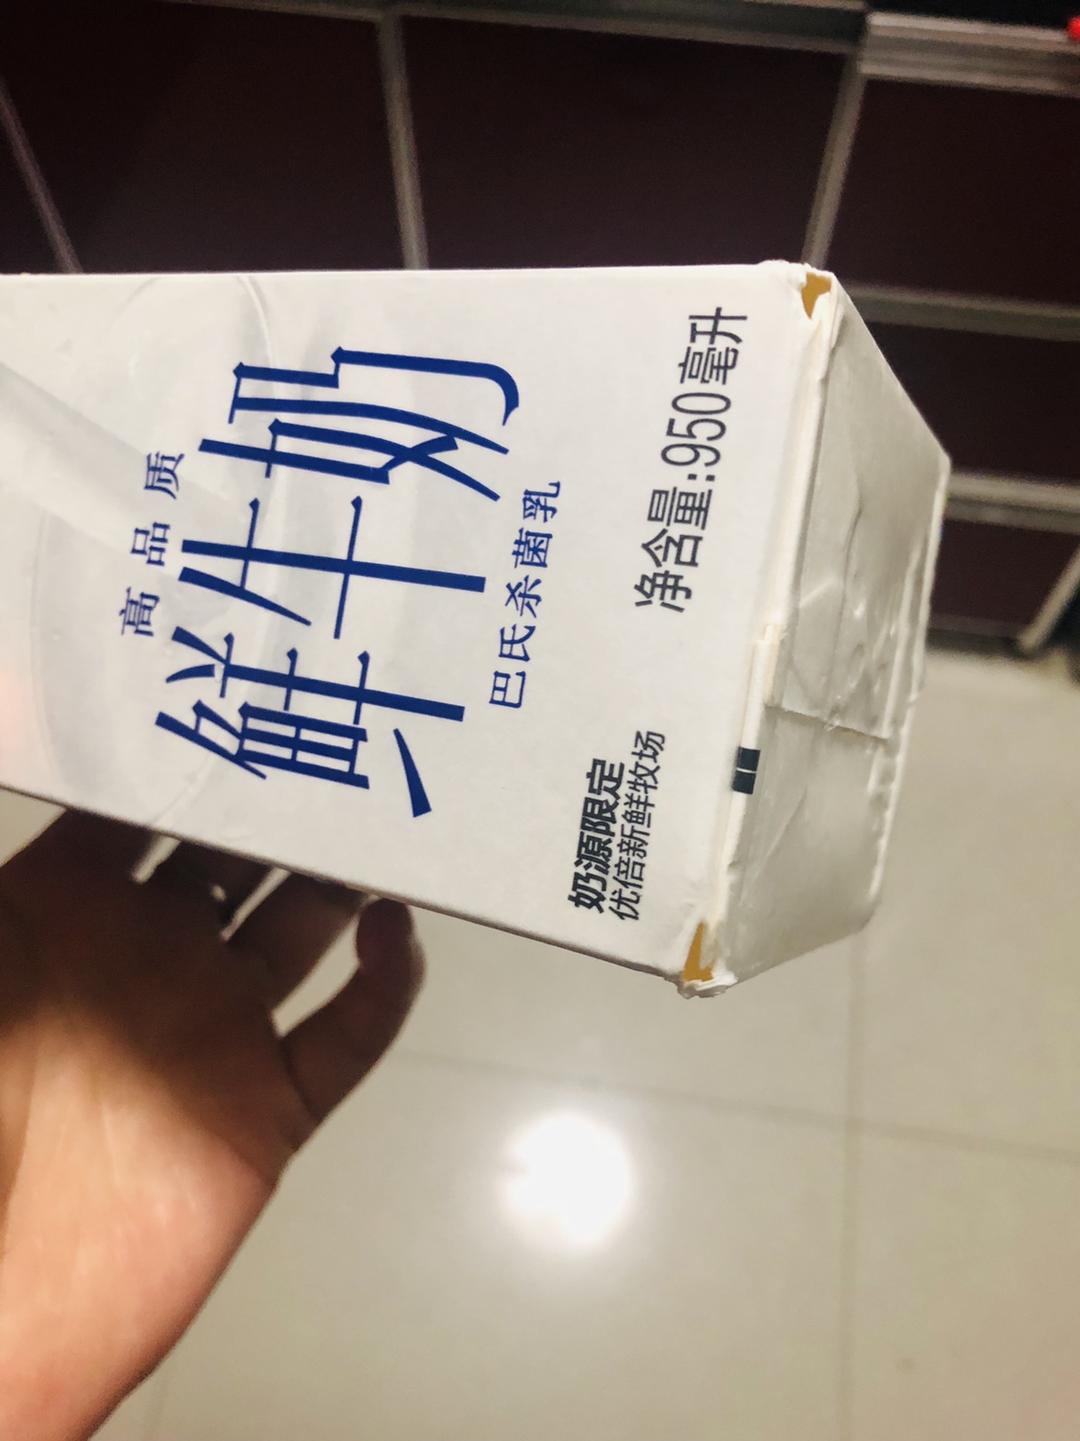 高品质
鲜牛奶
巴氏杀菌乳
奶源限定
优倍新鲜牧场
净含量:950毫升